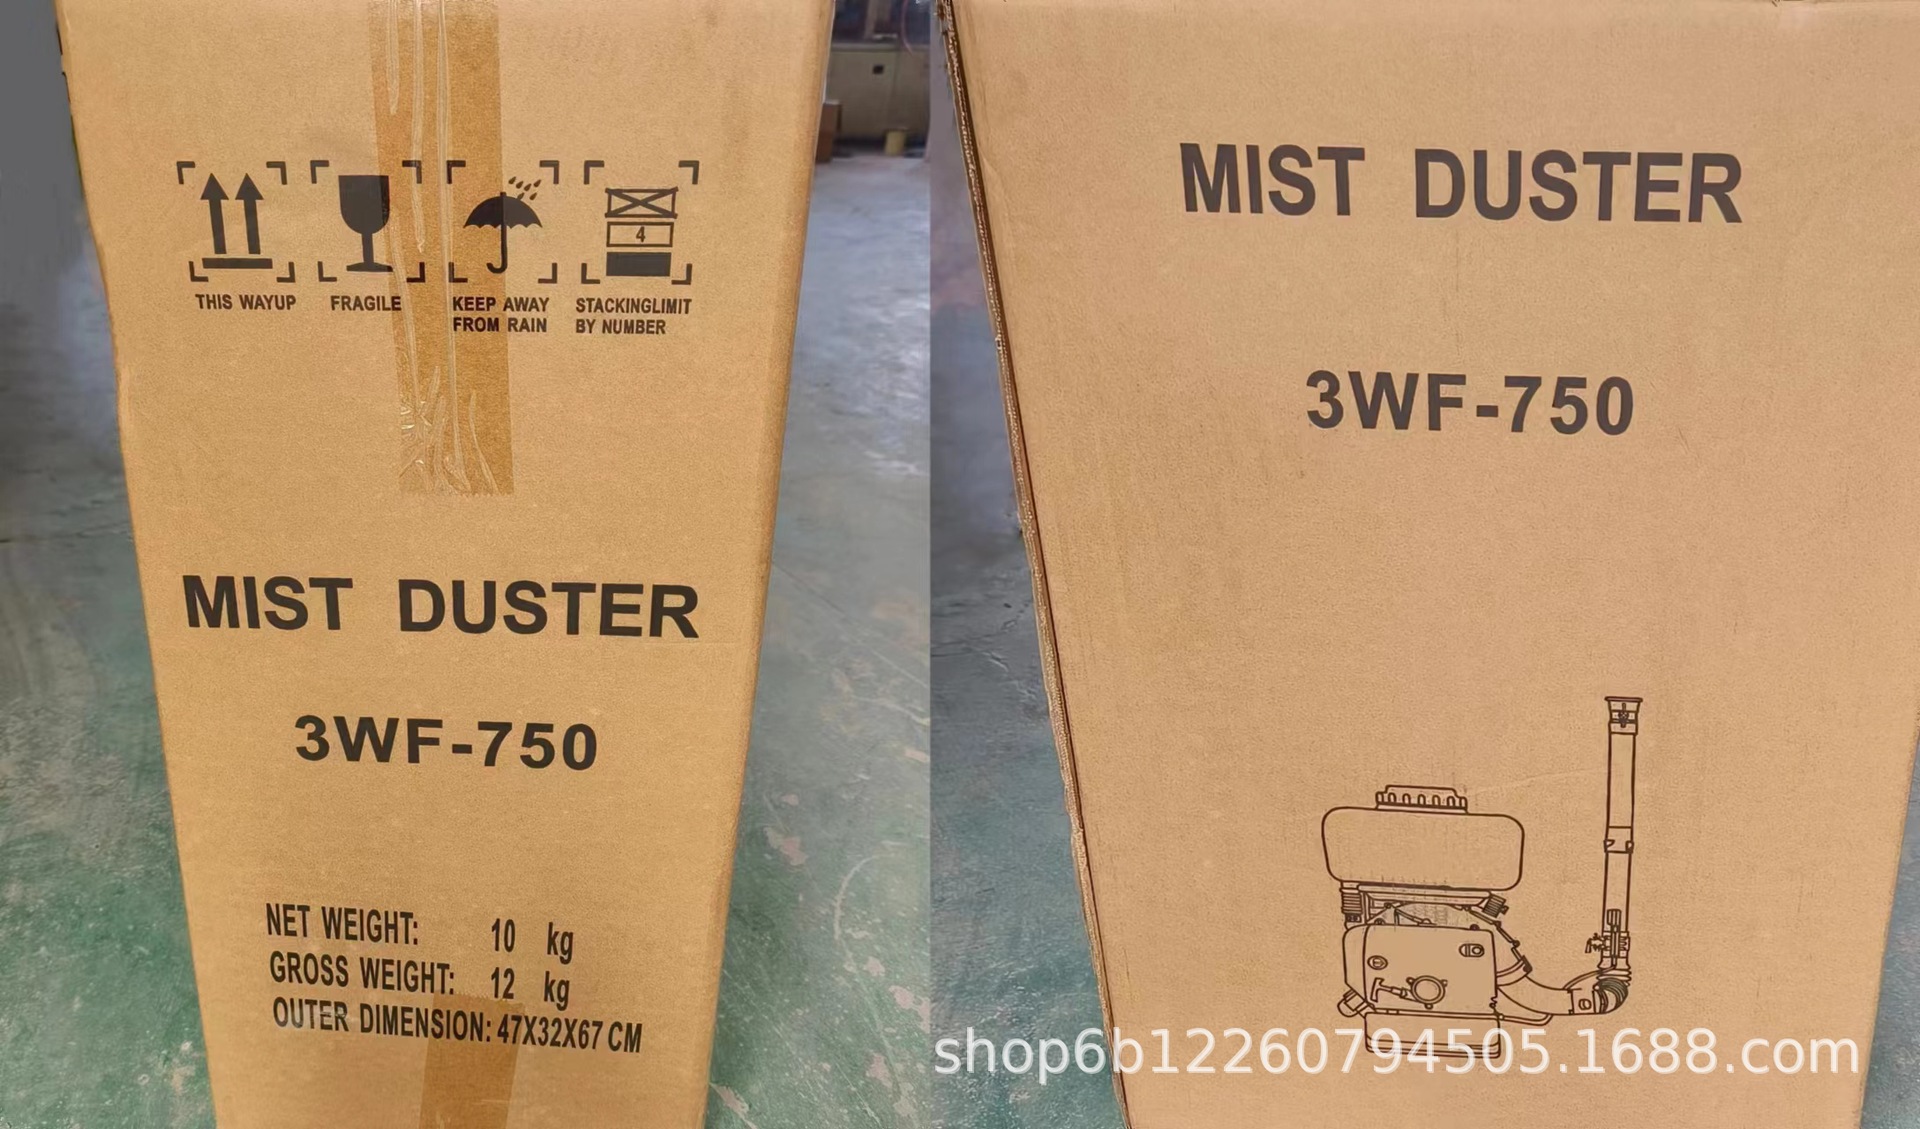 THIS WAYUP
FRAGILE
KEEP AWAY
FROM RAIN
4
STACKINGLIMIT
BY NUMBER
MIST DUSTER
3WF-750
NET WEIGHT: 10 kg
GROSS WEIGHT: 12 kg
OUTER DIMENSION: 47X32X67 CM
MIST DUSTER
3WF-750
shop6b12260794505.1688.com